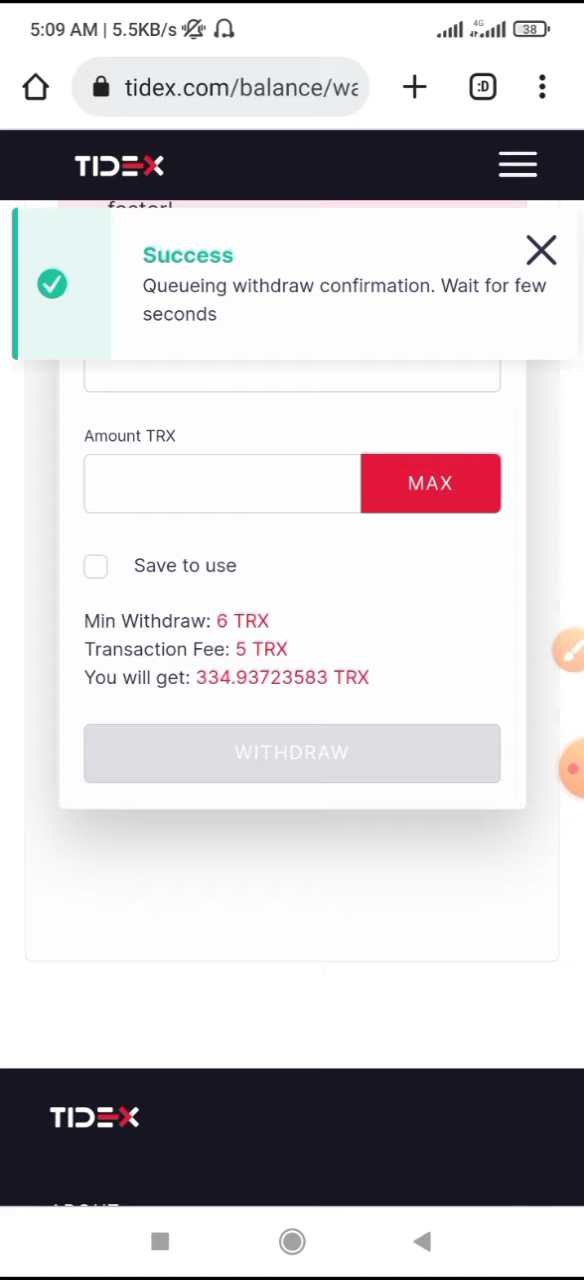 5:09 AM | 5.5KB/s 4G 38
:D
tidex.com/balance/wa
TIDEX
Success
Queueing withdraw confirmation. Wait for few
seconds
Amount TRX
MAX
Save to use
Min Withdraw: 6 TRX
Transaction Fee: 5 TRX
You will get: 334.93723583 TRX
WITHDRAW
TIDEX